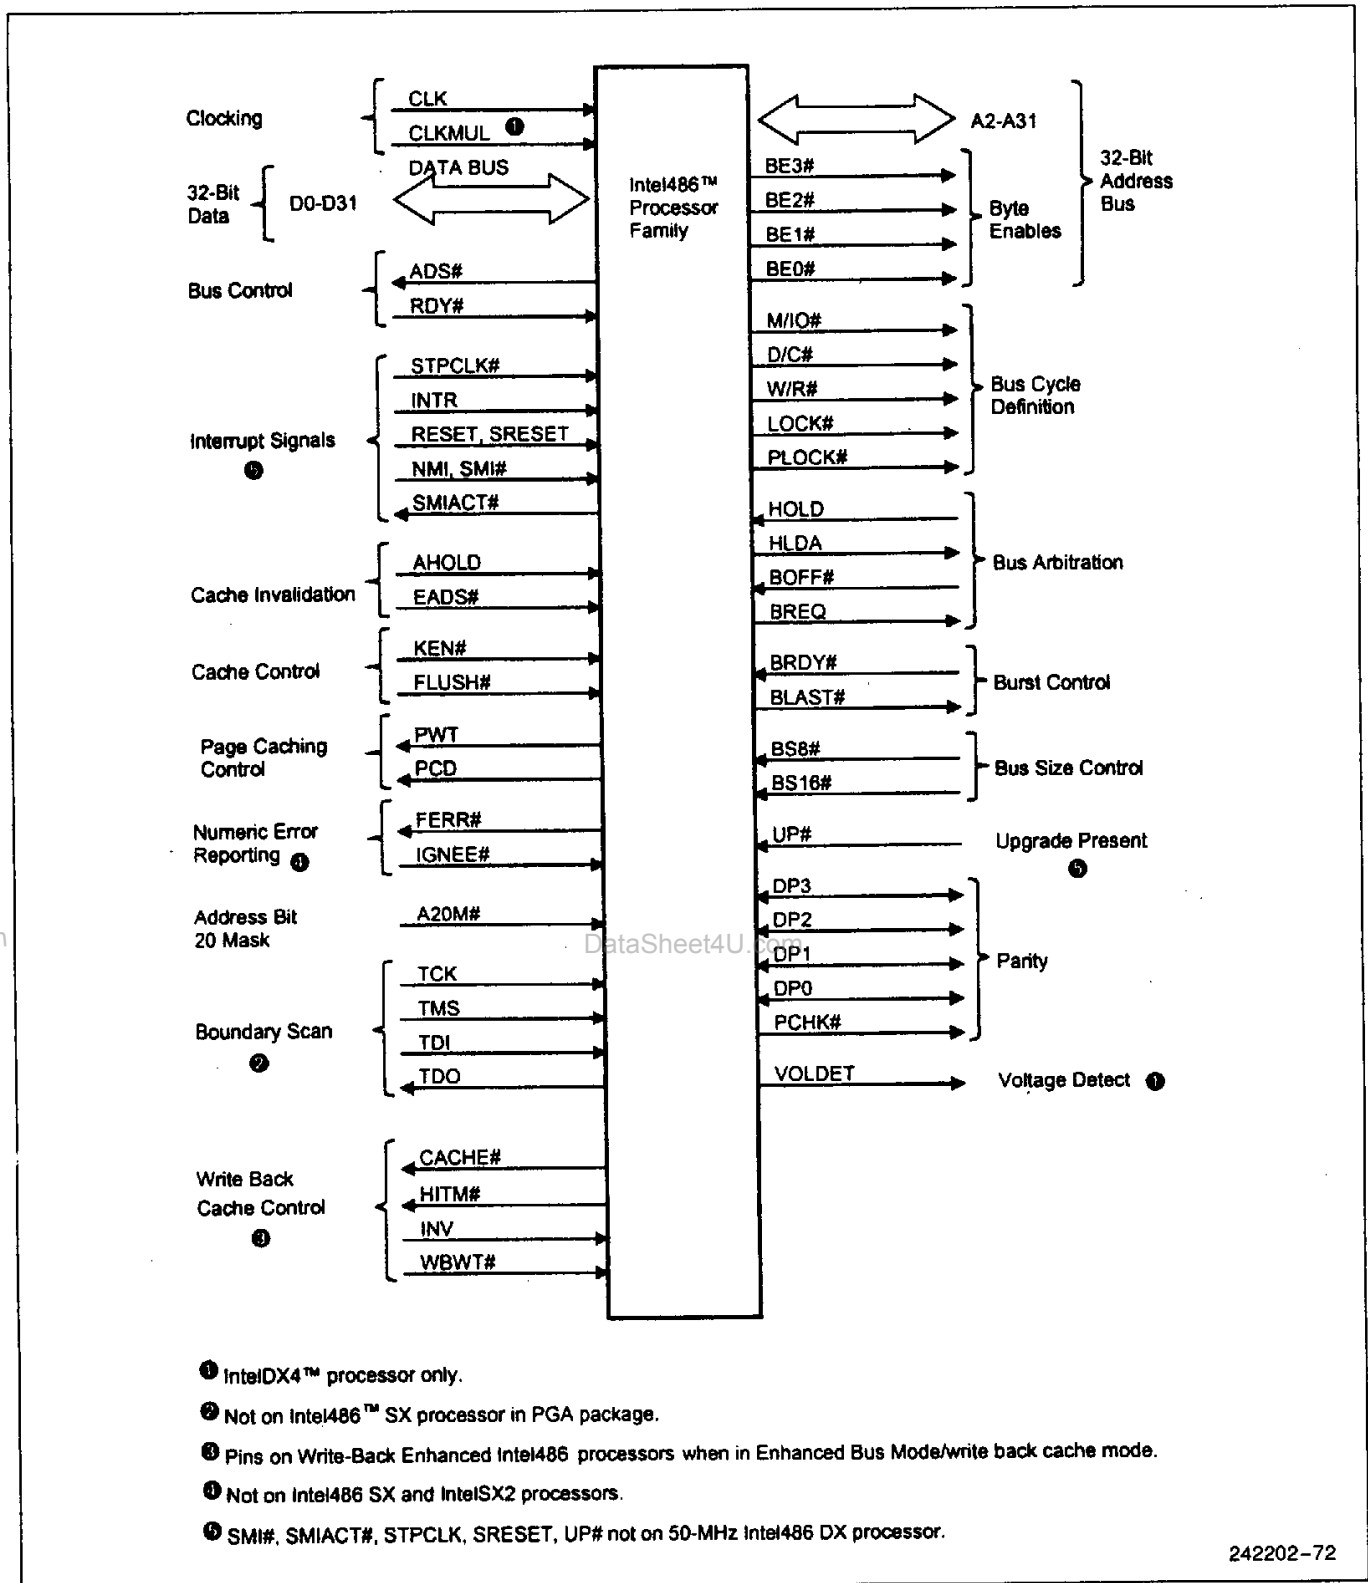 Clocking
CLK
CLKMUL ❶
DATA BUS
32-Bit
Data
D0-D31
Bus Control
ADS#
RDY#
Interrupt Signals
❺
STPCLK#
INTR
RESET, SRESET
NMI, SMI#
SMIACT#
Cache Invalidation
AHOLD
EADS#
Cache Control
KEN#
FLUSH#
Page Caching
Control
PWT
PCD
Numeric Error
Reporting ❹
FERR#
IGNEE#
Address Bit
20 Mask
A20M#
Boundary Scan
❷
TCK
TMS
TDI
TDO
Write Back
Cache Control
❸
CACHE#
HITM#
INV
WBWT#
Intel486™
Processor
Family
A2-A31
32-Bit
Address
Bus
BE3#
BE2#
BE1#
BE0#
Byte
Enables
M/IO#
D/C#
W/R#
LOCK#
PLOCK#
Bus Cycle
Definition
HOLD
HLDA
BOFF#
BREQ
Bus Arbitration
BRDY#
BLAST#
Burst Control
BS8#
BS16#
Bus Size Control
UP#
Upgrade Present
❺
DP3
DP2
DP1
DP0
PCHK#
Parity
VOLDET
Voltage Detect ❶
DataSheet4U.com
❶ IntelDX4™ processor only.
❷ Not on Intel486™ SX processor in PGA package.
❸ Pins on Write-Back Enhanced Intel486 processors when in Enhanced Bus Mode/write back cache mode.
❹ Not on Intel486 SX and IntelSX2 processors.
❺ SMI#, SMIACT#, STPCLK, SRESET, UP# not on 50-MHz Intel486 DX processor.
242202-72